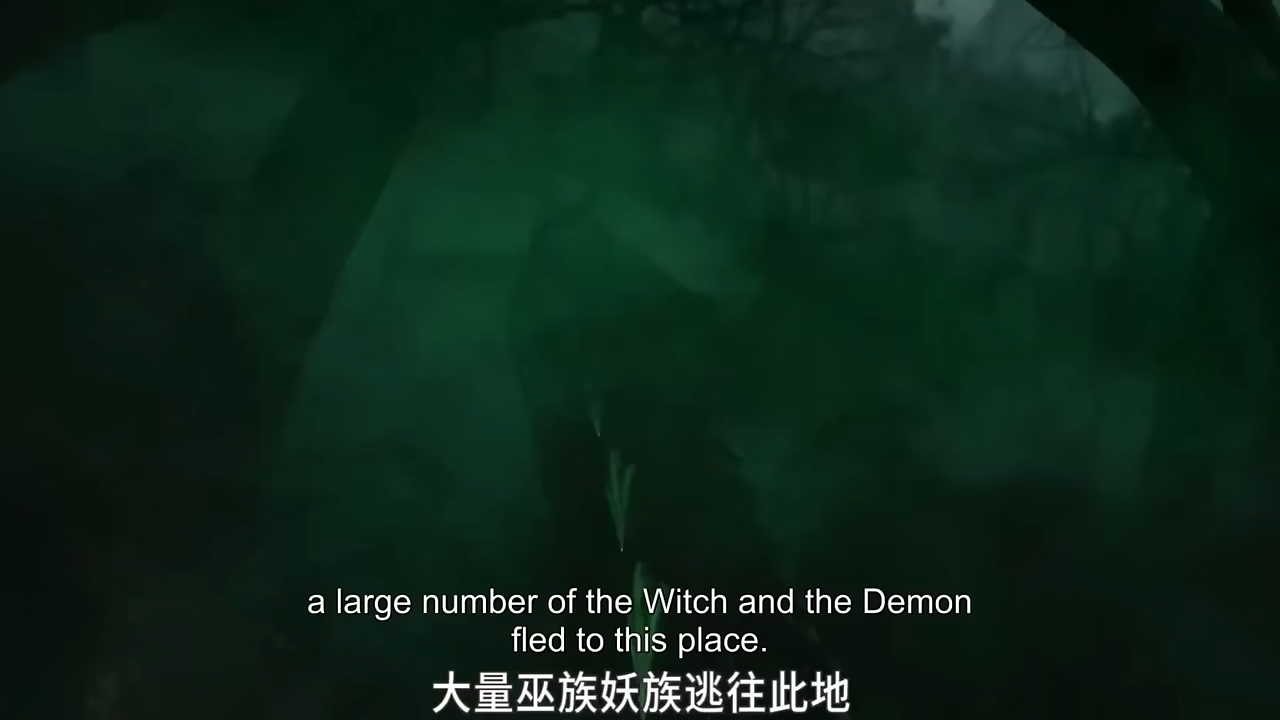 a large number of the Witch and the Demon
fled to this place.
大量巫族妖族逃往此地